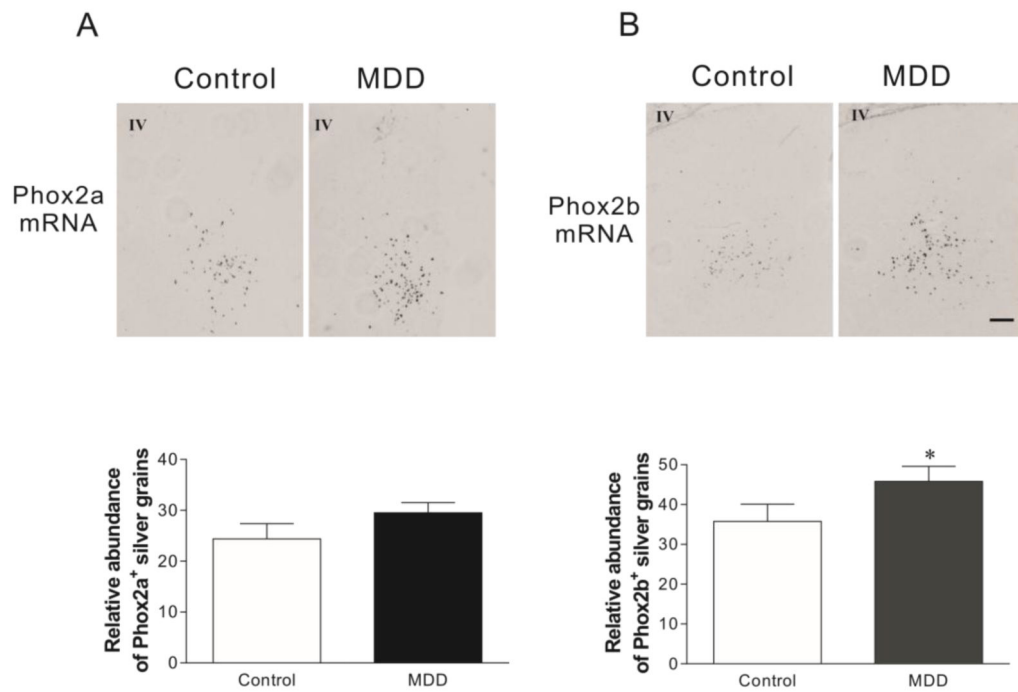 A
Control
MDD
Phox2a
mRNA
IV
IV
Relative abundance
of Phox2a⁺ silver grains
40
30
20
10
0
Control
MDD
B
Control
MDD
Phox2b
mRNA
IV
IV
Relative abundance
of Phox2b⁺ silver grains
50
40
30
20
10
0
*
Control
MDD